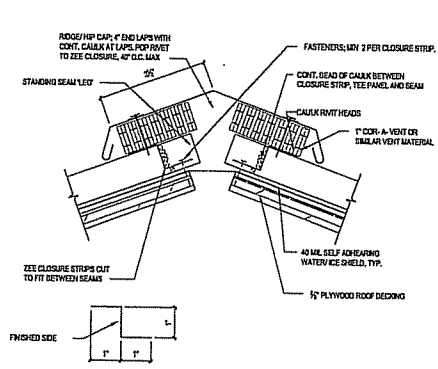 RIDGE/ HIP CAP; 4" END LAPS WITH
CONT. CAULK AT LAPS. POP RIVET
TO ZEE CLOSURE, 40" O.C. MAX
STANDING SEAM 'LEG'
FASTENERS; MIN 2 PER CLOSURE STRIP.
CONT. BEAD OF CAULK BETWEEN
CLOSURE STRIP, TEE PANEL AND SEAM
CAULK RIVIT HEADS
1" COR-A-VENT OR
SIMILAR VENT MATERIAL
40 MIL SELF ADHEARING
WATER/ ICE SHIELD, TYP.
⅝" PLYWOOD ROOF DECKING
ZEE CLOSURE STRIPS CUT
TO FIT BETWEEN SEAMS
FINISHED SIDE
1"
1"